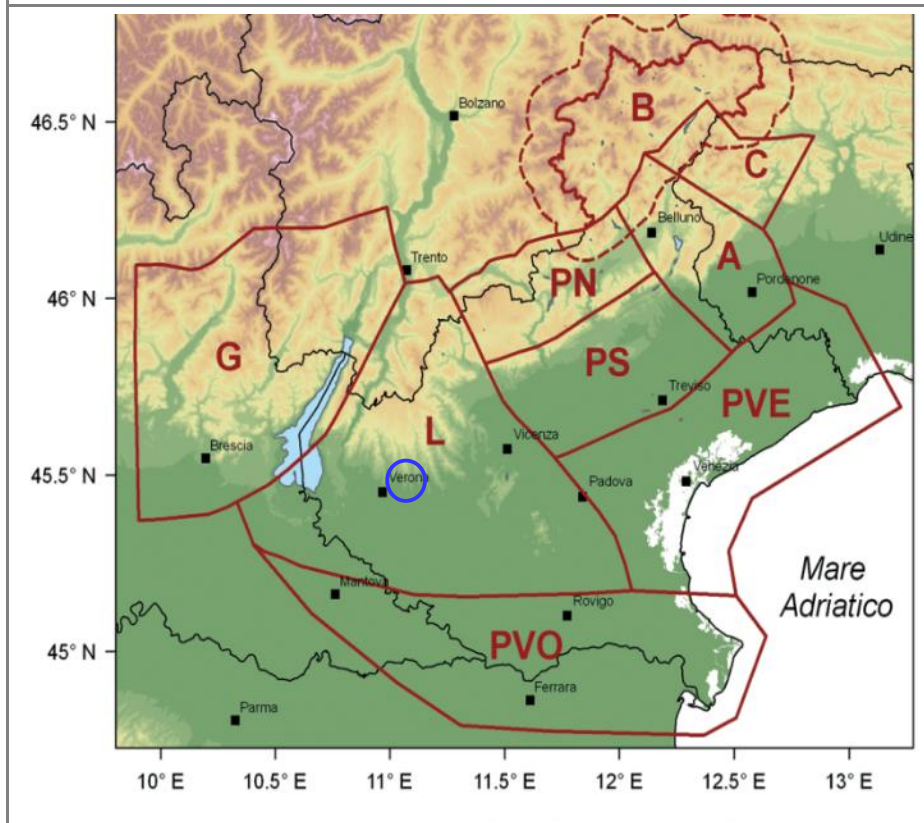 46.5° N
46° N
45.5° N
45° N
Bolzano
B
C
Belluno
Udine
Trento
A
PN
Pordenone
G
PS
Treviso
PVE
L
Brescia
Vicenza
Verona
Padova
Venezia
Mare
Adriatico
Mantova
Rovigo
PVO
Ferrara
Parma
10° E
10.5° E
11° E
11.5° E
12° E
12.5° E
13° E